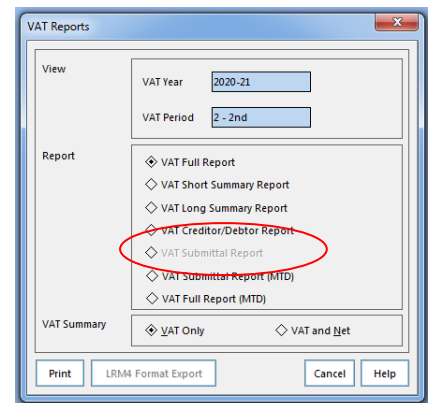 VAT Reports
x
View
VAT Year 2020-21
VAT Period 2 - 2nd
Report
VAT Full Report
VAT Short Summary Report
VAT Long Summary Report
VAT Creditor/Debtor Report
VAT Submittal Report
VAT Submittal Report (MTD)
VAT Full Report (MTD)
VAT Summary
VAT Only VAT and Net
Print LRM4 Format Export Cancel Help